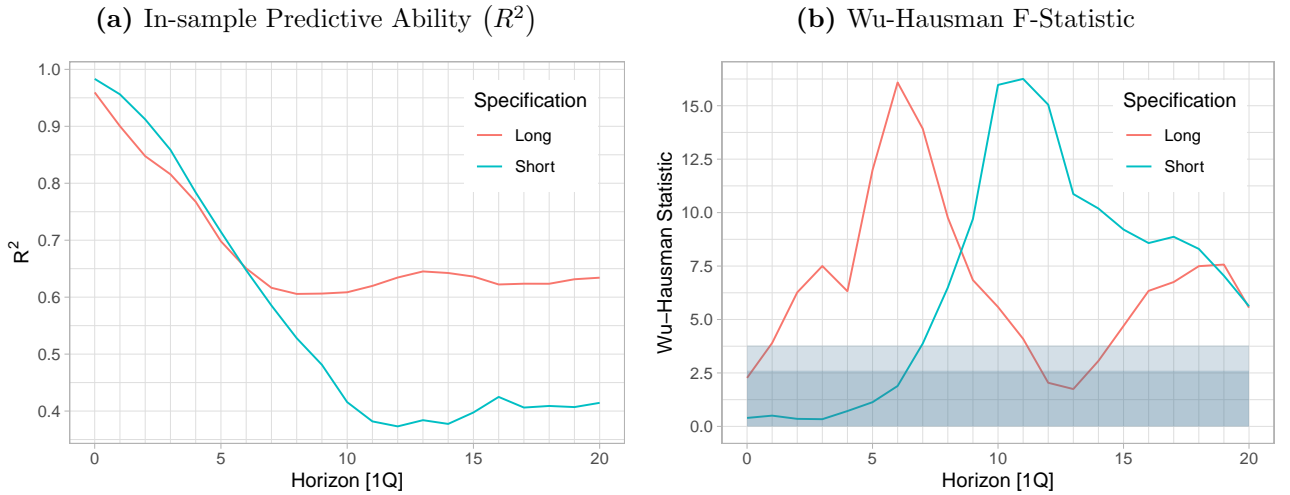 (a) In-sample Predictive Ability (R²)
1.0
0.9
0.8
0.7
0.6
0.5
0.4
R²
0
5
10
15
20
Horizon [1Q]
Specification
Long
Short
(b) Wu-Hausman F-Statistic
15.0
12.5
10.0
7.5
5.0
2.5
0.0
Wu–Hausman Statistic
0
5
10
15
20
Horizon [1Q]
Specification
Long
Short